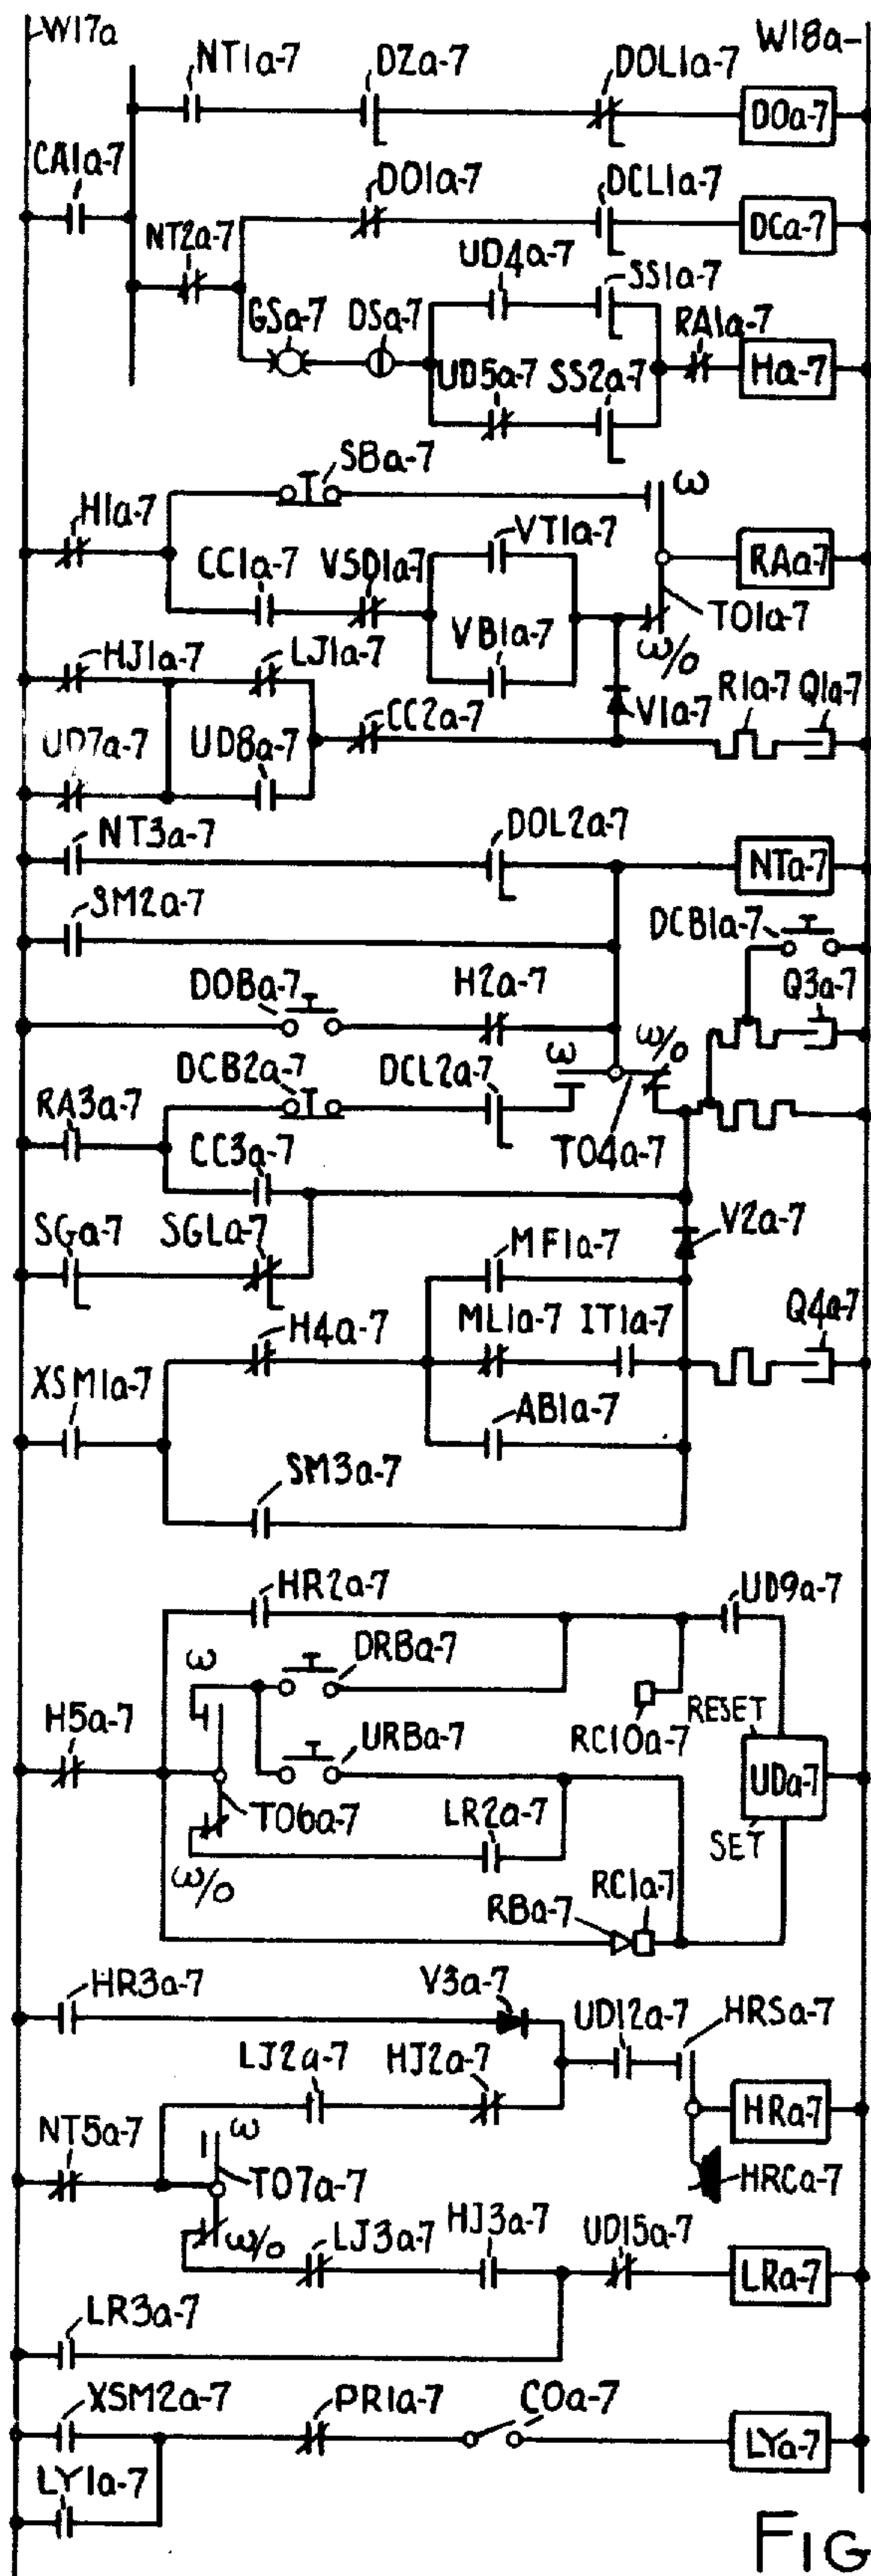 W17a W18a
NT1a-7 DZa-7 DOL1a-7
DOa-7
CA1a-7 DO1a-7 DCL1a-7
DCa-7
NT2a-7 UD4a-7 SS1a-7
GSa-7 DSa-7 RA1a-7
UD5a-7 SS2a-7 Ha-7
SBa-7 ω
H1a-7 VT1a-7
CC1a-7 VSD1a-7 RAa-7
VB1a-7 TO1a-7
HJ1a-7 LJ1a-7 ω/o
CC2a-7 V1a-7 R1a-7 Q1a-7
UD7a-7 UD8a-7
NT3a-7 DOL2a-7 NTa-7
SM2a-7 DCB1a-7
DOBa-7 H2a-7 Q3a-7
DCB2a-7 DCL2a-7 ω ω/o
RA3a-7 TO4a-7
CC3a-7
SGa-7 SGLa-7 MF1a-7 V2a-7
H4a-7 ML1a-7 IT1a-7 Q4a-7
XSM1a-7 AB1a-7
SM3a-7
HR2a-7 UD9a-7
ω DRBa-7
H5a-7 RC10a-7 RESET
URBa-7 UDa-7
TO6a-7 LR2a-7 SET
ω/o RBa-7 RC1a-7
HR3a-7 V3a-7 UD12a-7 HRSa-7
LJ2a-7 HJ2a-7
NT5a-7 ω HRa-7
TO7a-7 HRCa-7
ω/o LJ3a-7 HJ3a-7 UD15a-7
LRa-7
LR3a-7
XSM2a-7 PR1a-7 COa-7
LYa-7
LY1a-7
FIG